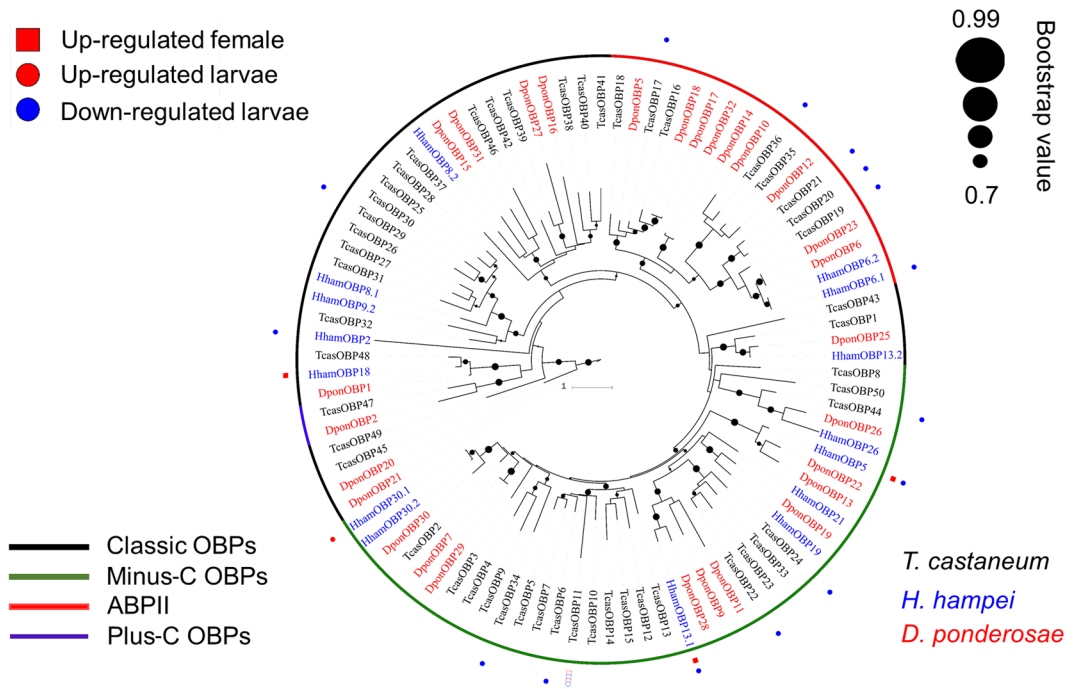 Up-regulated female
Up-regulated larvae
Down-regulated larvae
0.99
0.7
Bootstrap value
TcasOBP41
TcasOBP18
DponOBP5
TcasOBP17
TcasOBP16
DponOBP18
DponOBP17
DponOBP32
DponOBP14
DponOBP10
TcasOBP36
TcasOBP35
DponOBP12
TcasOBP21
TcasOBP20
TcasOBP19
DponOBP23
DponOBP6
HhamOBP6.2
HhamOBP6.1
TcasOBP43
TcasOBP1
DponOBP25
HhamOBP13.2
TcasOBP8
TcasOBP50
TcasOBP44
DponOBP26
HhamOBP26
HhamOBP5
DponOBP22
DponOBP13
HhamOBP21
DponOBP19
HhamOBP19
TcasOBP24
TcasOBP33
TcasOBP23
TcasOBP22
DponOBP11
DponOBP9
DponOBP28
HhamOBP13.1
TcasOBP13
TcasOBP12
TcasOBP15
TcasOBP14
TcasOBP10
TcasOBP11
TcasOBP6
TcasOBP7
TcasOBP5
TcasOBP34
TcasOBP9
TcasOBP4
TcasOBP3
DponOBP29
DponOBP7
TcasOBP2
DponOBP30
HhamOBP30.2
HhamOBP30.1
DponOBP21
DponOBP20
TcasOBP45
TcasOBP49
DponOBP2
TcasOBP47
DponOBP1
HhamOBP18
TcasOBP48
HhamOBP2
TcasOBP32
HhamOBP9.2
HhamOBP8.1
TcasOBP31
TcasOBP27
TcasOBP26
TcasOBP29
TcasOBP30
TcasOBP25
TcasOBP28
TcasOBP37
HhamOBP8.2
DponOBP15
DponOBP31
TcasOBP46
TcasOBP42
TcasOBP39
DponOBP27
DponOBP16
TcasOBP38
TcasOBP40
1
Classic OBPs
Minus-C OBPs
ABPII
Plus-C OBPs
T. castaneum
H. hampei
D. ponderosae